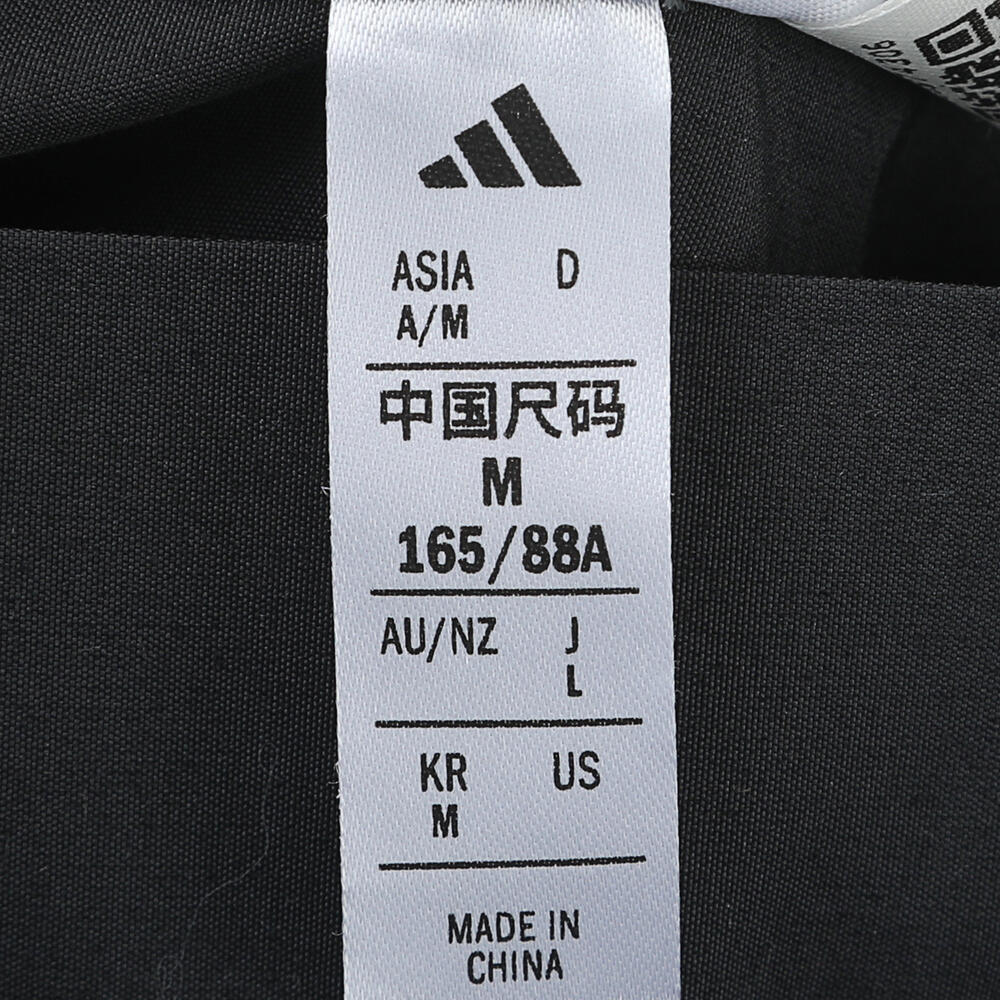 ASIA D
A/M
中国尺码
M
165/88A
AU/NZ J
L
KR US
M
MADE IN
CHINA